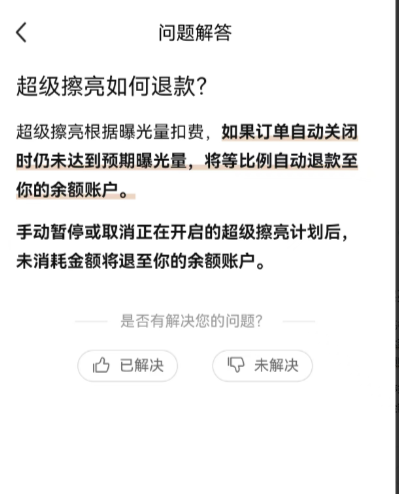 问题解答
超级擦亮如何退款？
超级擦亮根据曝光量扣费，如果订单自动关闭
时仍未达到预期曝光量，将等比例自动退款至
你的余额账户。
手动暂停或取消正在开启的超级擦亮计划后，
未消耗金额将退至你的余额账户。
是否有解决您的问题？
已解决
未解决